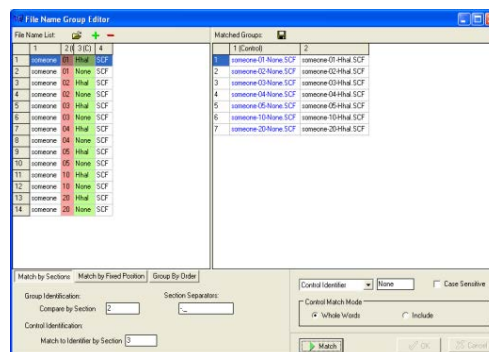 File Name Group Editor
File Name List:
1 2 ( 3 (C) 4
1 someone 01 Hhal SCF
2 someone 01 None SCF
3 someone 02 Hhal SCF
4 someone 02 None SCF
5 someone 03 Hhal SCF
6 someone 03 None SCF
7 someone 04 Hhal SCF
8 someone 04 None SCF
9 someone 05 Hhal SCF
10 someone 05 None SCF
11 someone 10 Hhal SCF
12 someone 10 None SCF
13 someone 20 Hhal SCF
14 someone 20 None SCF
Matched Groups:
1 (Control) 2
1 someone-01-None.SCF someone-01-Hhal.SCF
2 someone-02-None.SCF someone-02-Hhal.SCF
3 someone-03-None.SCF someone-03-Hhal.SCF
4 someone-04-None.SCF someone-04-Hhal.SCF
5 someone-05-None.SCF someone-05-Hhal.SCF
6 someone-10-None.SCF someone-10-Hhal.SCF
7 someone-20-None.SCF someone-20-Hhal.SCF
Match by Sections Match by Fixed Position Group By Order
Group Identification: Section Separators:
Compare by Section 2 -_
Control Identification:
Match to Identifier by Section 3
Control Identifier None Case Sensitive
Control Match Mode
Whole Words Include
Match OK Cancel